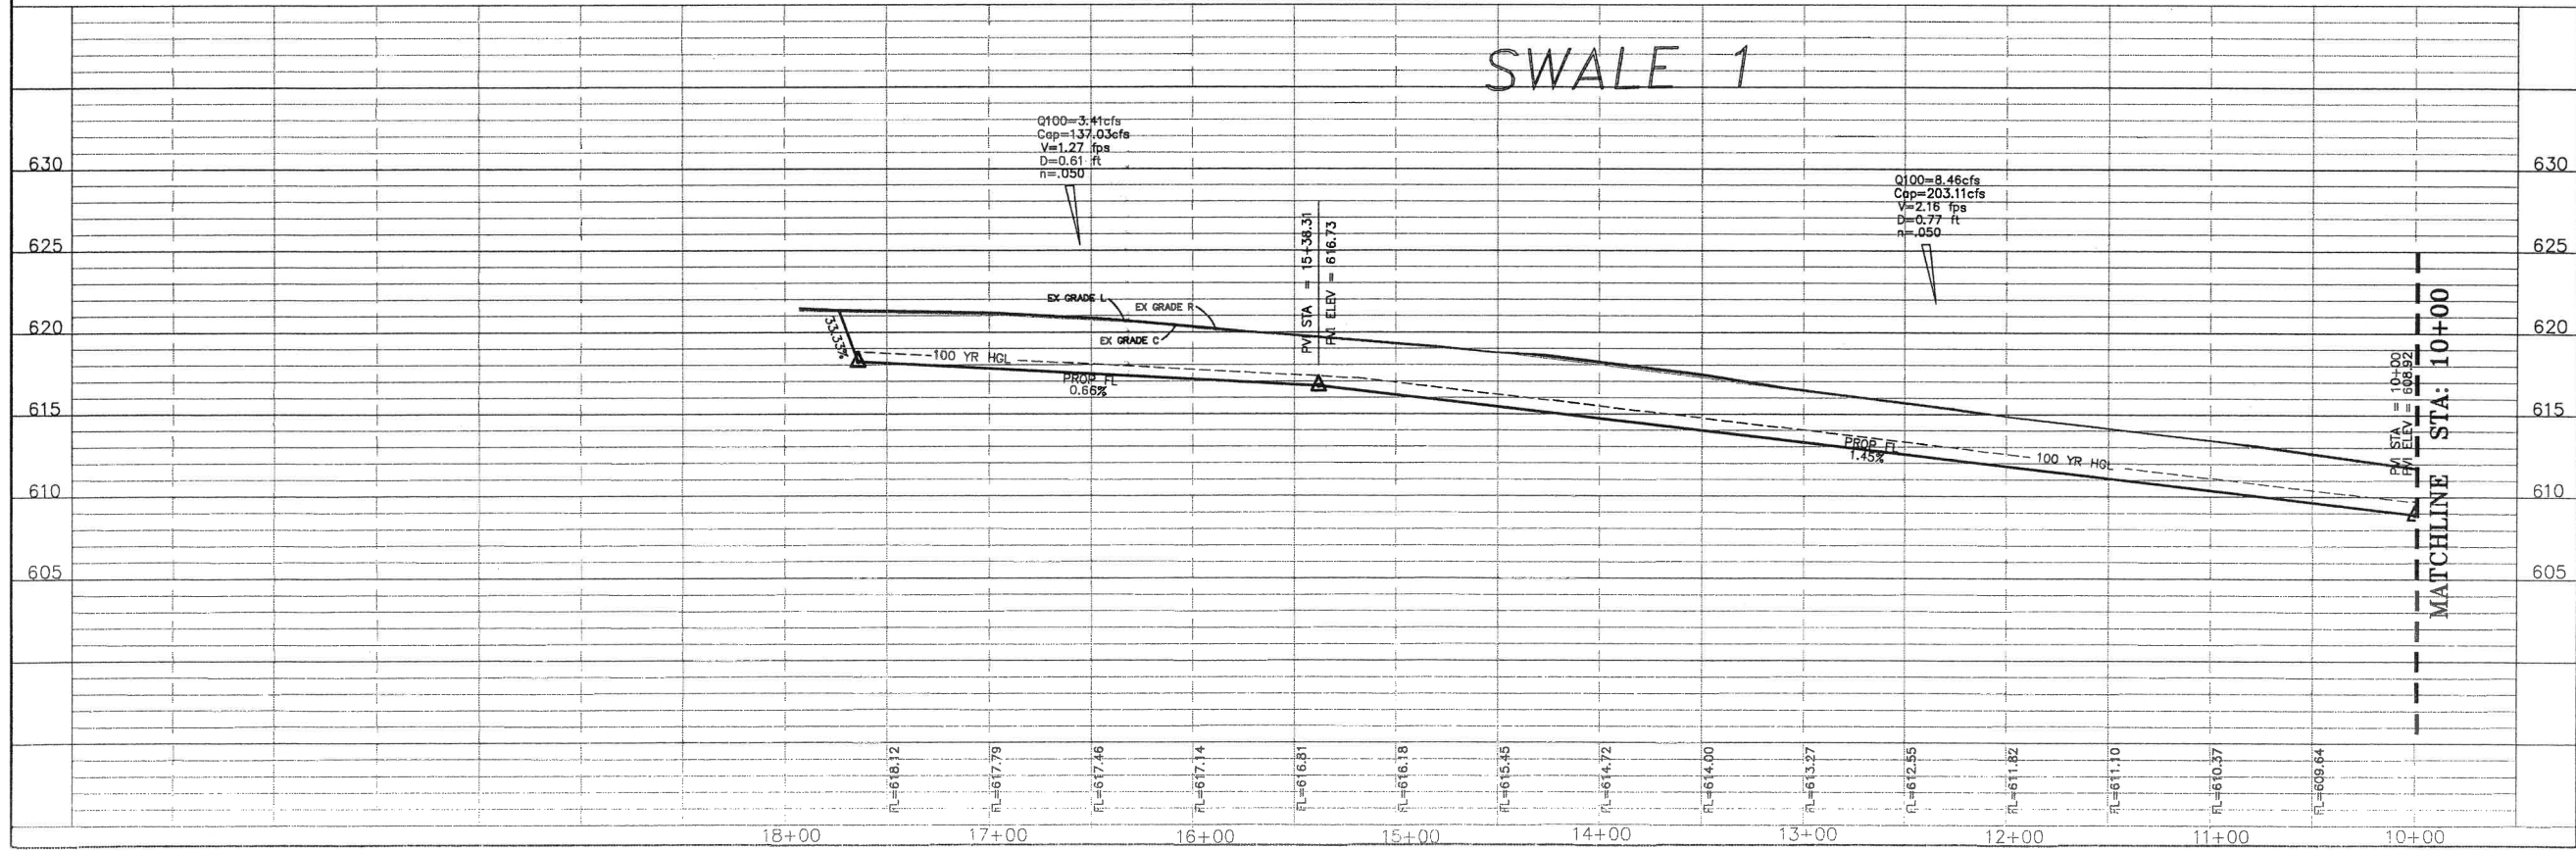 SWALE 1
Q100=3.41cfs
Cap=137.03cfs
V=1.27 fps
D=0.61 ft
n=.050
Q100=8.46cfs
Cap=203.11cfs
V=2.16 fps
D=0.77 ft
n=.050
630
630
625
625
620
620
615
615
610
610
605
605
PVI STA = 15+38.31
PVI ELEV = 616.73
EX GRADE L
EX GRADE R
EX GRADE C
33.33%
100 YR HGL
PROP FL
0.66%
PROP FL
1.45%
100 YR HGL
PVI STA = 10+00
PVI ELEV = 608.92
MATCHLINE STA: 10+00
FL=618.12
FL=617.79
FL=617.46
FL=617.14
FL=616.81
FL=616.18
FL=615.45
FL=614.72
FL=614.00
FL=613.27
FL=612.55
FL=611.82
FL=611.10
FL=610.37
FL=609.64
18+00
17+00
16+00
15+00
14+00
13+00
12+00
11+00
10+00